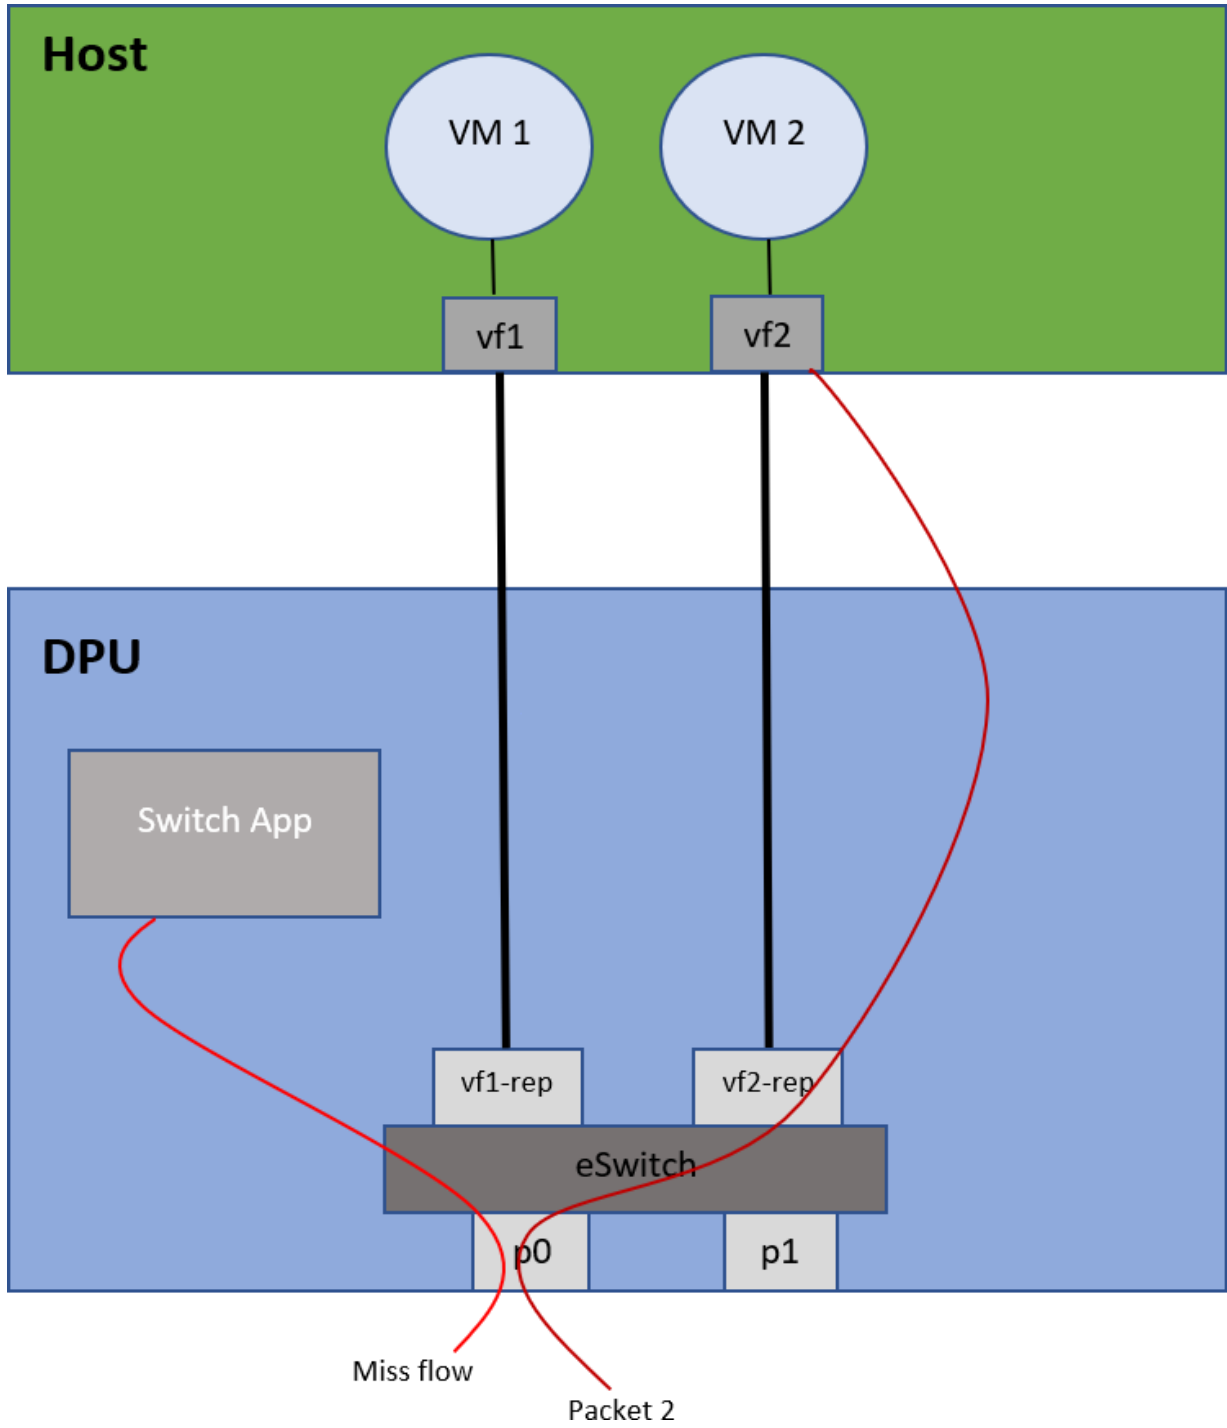 Host
VM 1
VM 2
vf1
vf2
DPU
Switch App
vf1-rep
vf2-rep
eSwitch
p0
p1
Miss flow
Packet 2